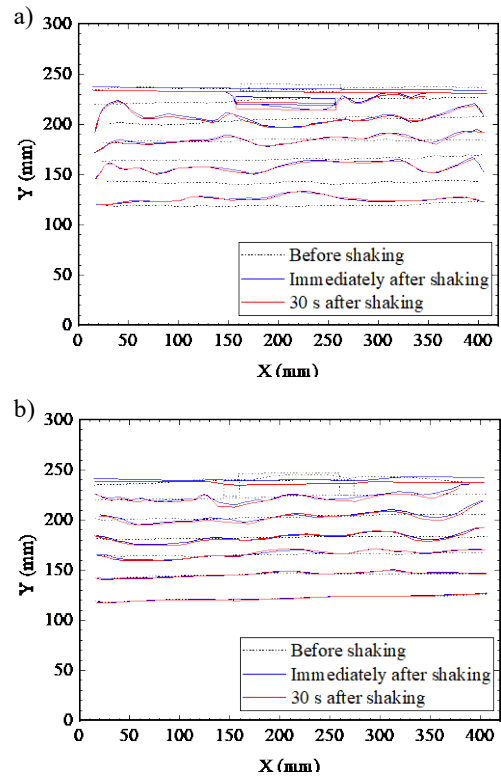 a)
300
250
200
150
100
50
0
Y (mm)
Before shaking
Immediately after shaking
30 s after shaking
0 50 100 150 200 250 300 350 400
X (mm)
b)
300
250
200
150
100
50
0
Y (mm)
Before shaking
Immediately after shaking
30 s after shaking
0 50 100 150 200 250 300 350 400
X (mm)